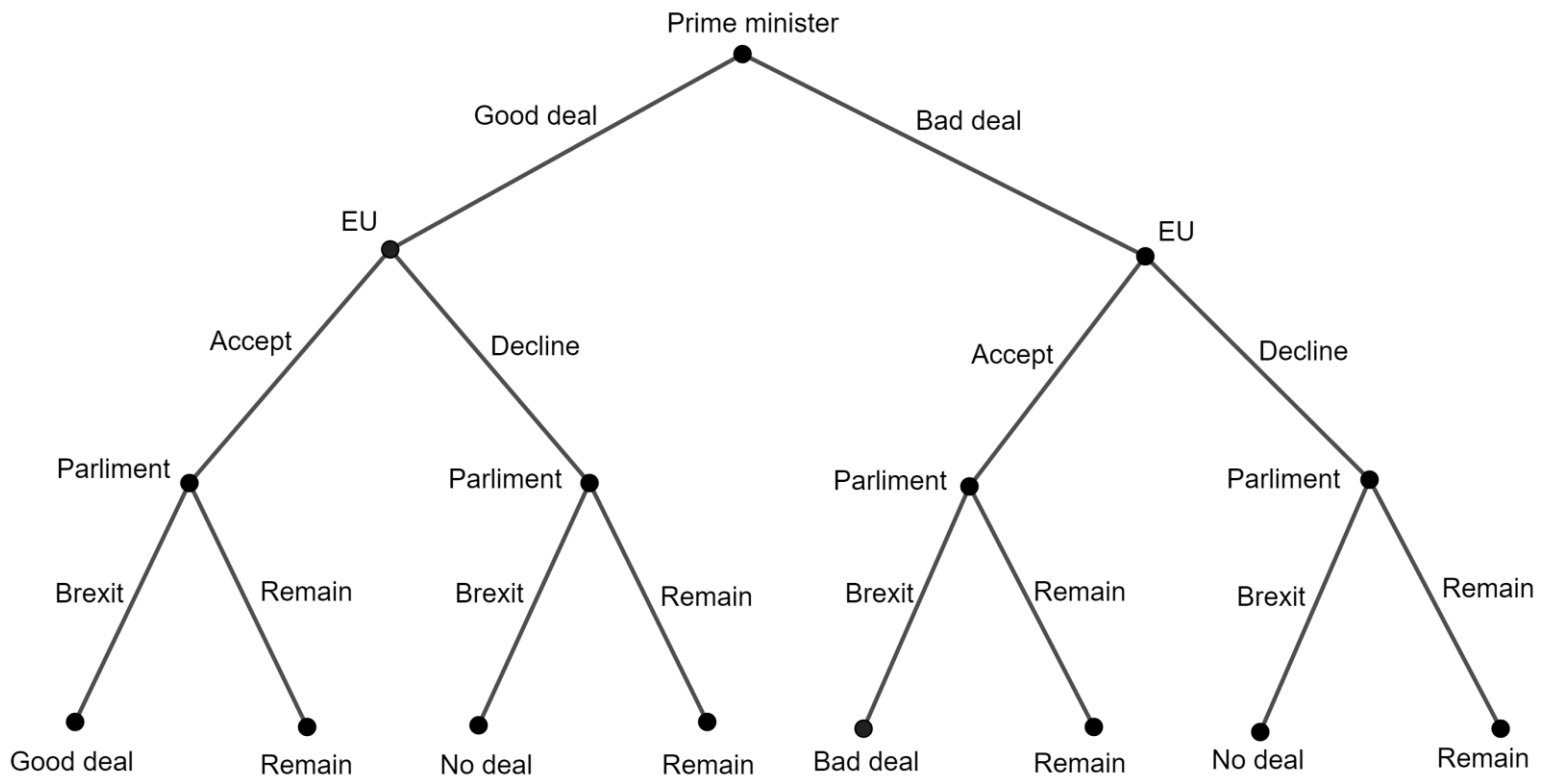 Prime minister
Good deal
Bad deal
EU
EU
Accept
Decline
Accept
Decline
Parliment
Parliment
Parliment
Parliment
Brexit
Remain
Brexit
Remain
Brexit
Remain
Brexit
Remain
Good deal
Remain
No deal
Remain
Bad deal
Remain
No deal
Remain